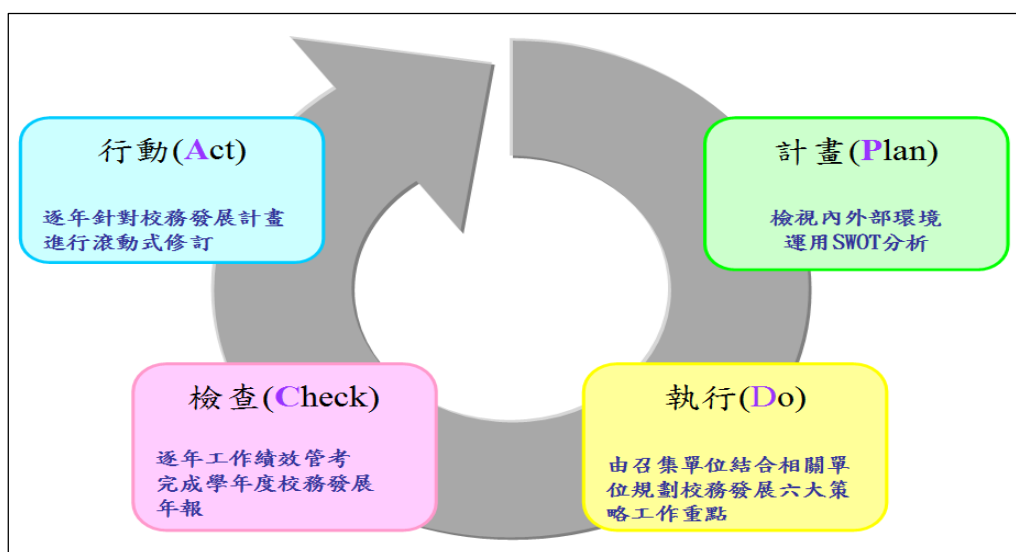 行動(Act)
逐年針對校務發展計畫
進行滾動式修訂
計畫(Plan)
檢視內外部環境
運用SWOT分析
檢查(Check)
逐年工作績效管考
完成學年度校務發展
年報
執行(Do)
由召集單位結合相關單
位規劃校務發展六大策
略工作重點